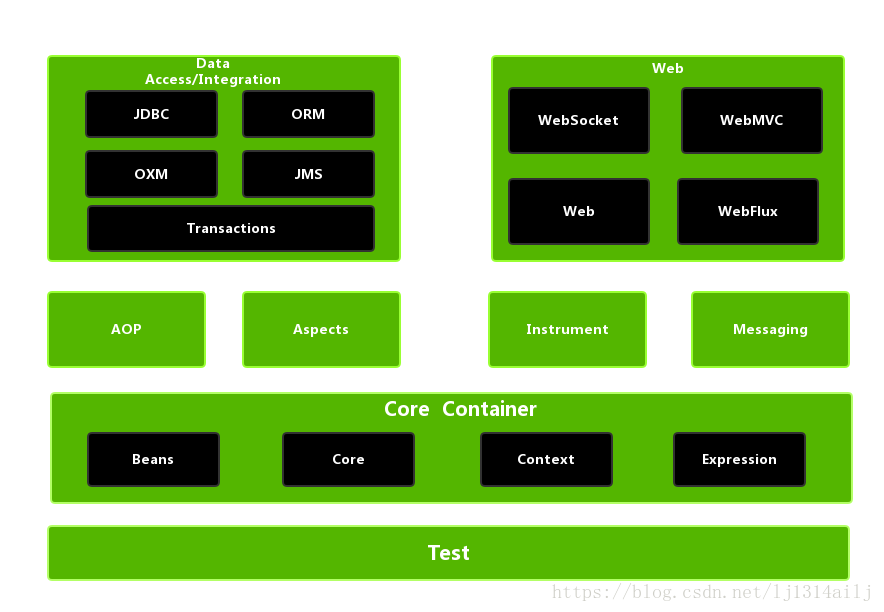 Data
Access/Integration
JDBC
ORM
OXM
JMS
Transactions
Web
WebSocket
WebMVC
Web
WebFlux
AOP
Aspects
Instrument
Messaging
Core Container
Beans
Core
Context
Expression
Test
https://blog.csdn.net/lj1314ailj